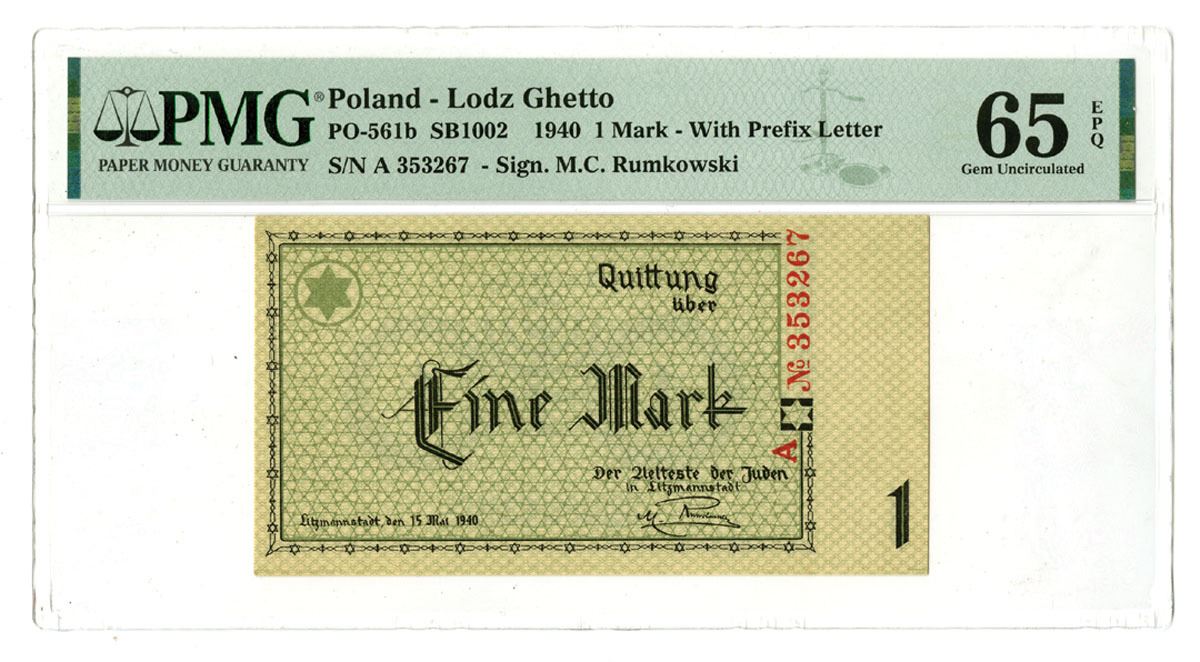 PMG®
PAPER MONEY GUARANTY
Poland - Lodz Ghetto
PO-561b SB1002 1940 1 Mark - With Prefix Letter
S/N A 353267 - Sign. M.C. Rumkowski
65
EPQ
Gem Uncirculated
Quittung
über
Eine Mark
Der Aelteste der Juden
in Litzmannstadt
Litzmannstadt, den 15 Mai 1940
A № 353267
1